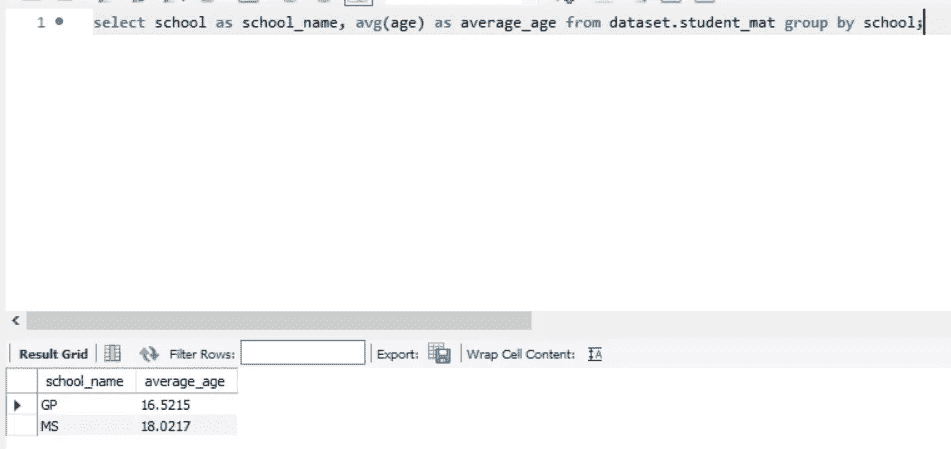 1 select school as school_name, avg(age) as average_age from dataset.student_mat group by school;
Result Grid Filter Rows: Export: Wrap Cell Content:
school_name average_age
GP 16.5215
MS 18.0217